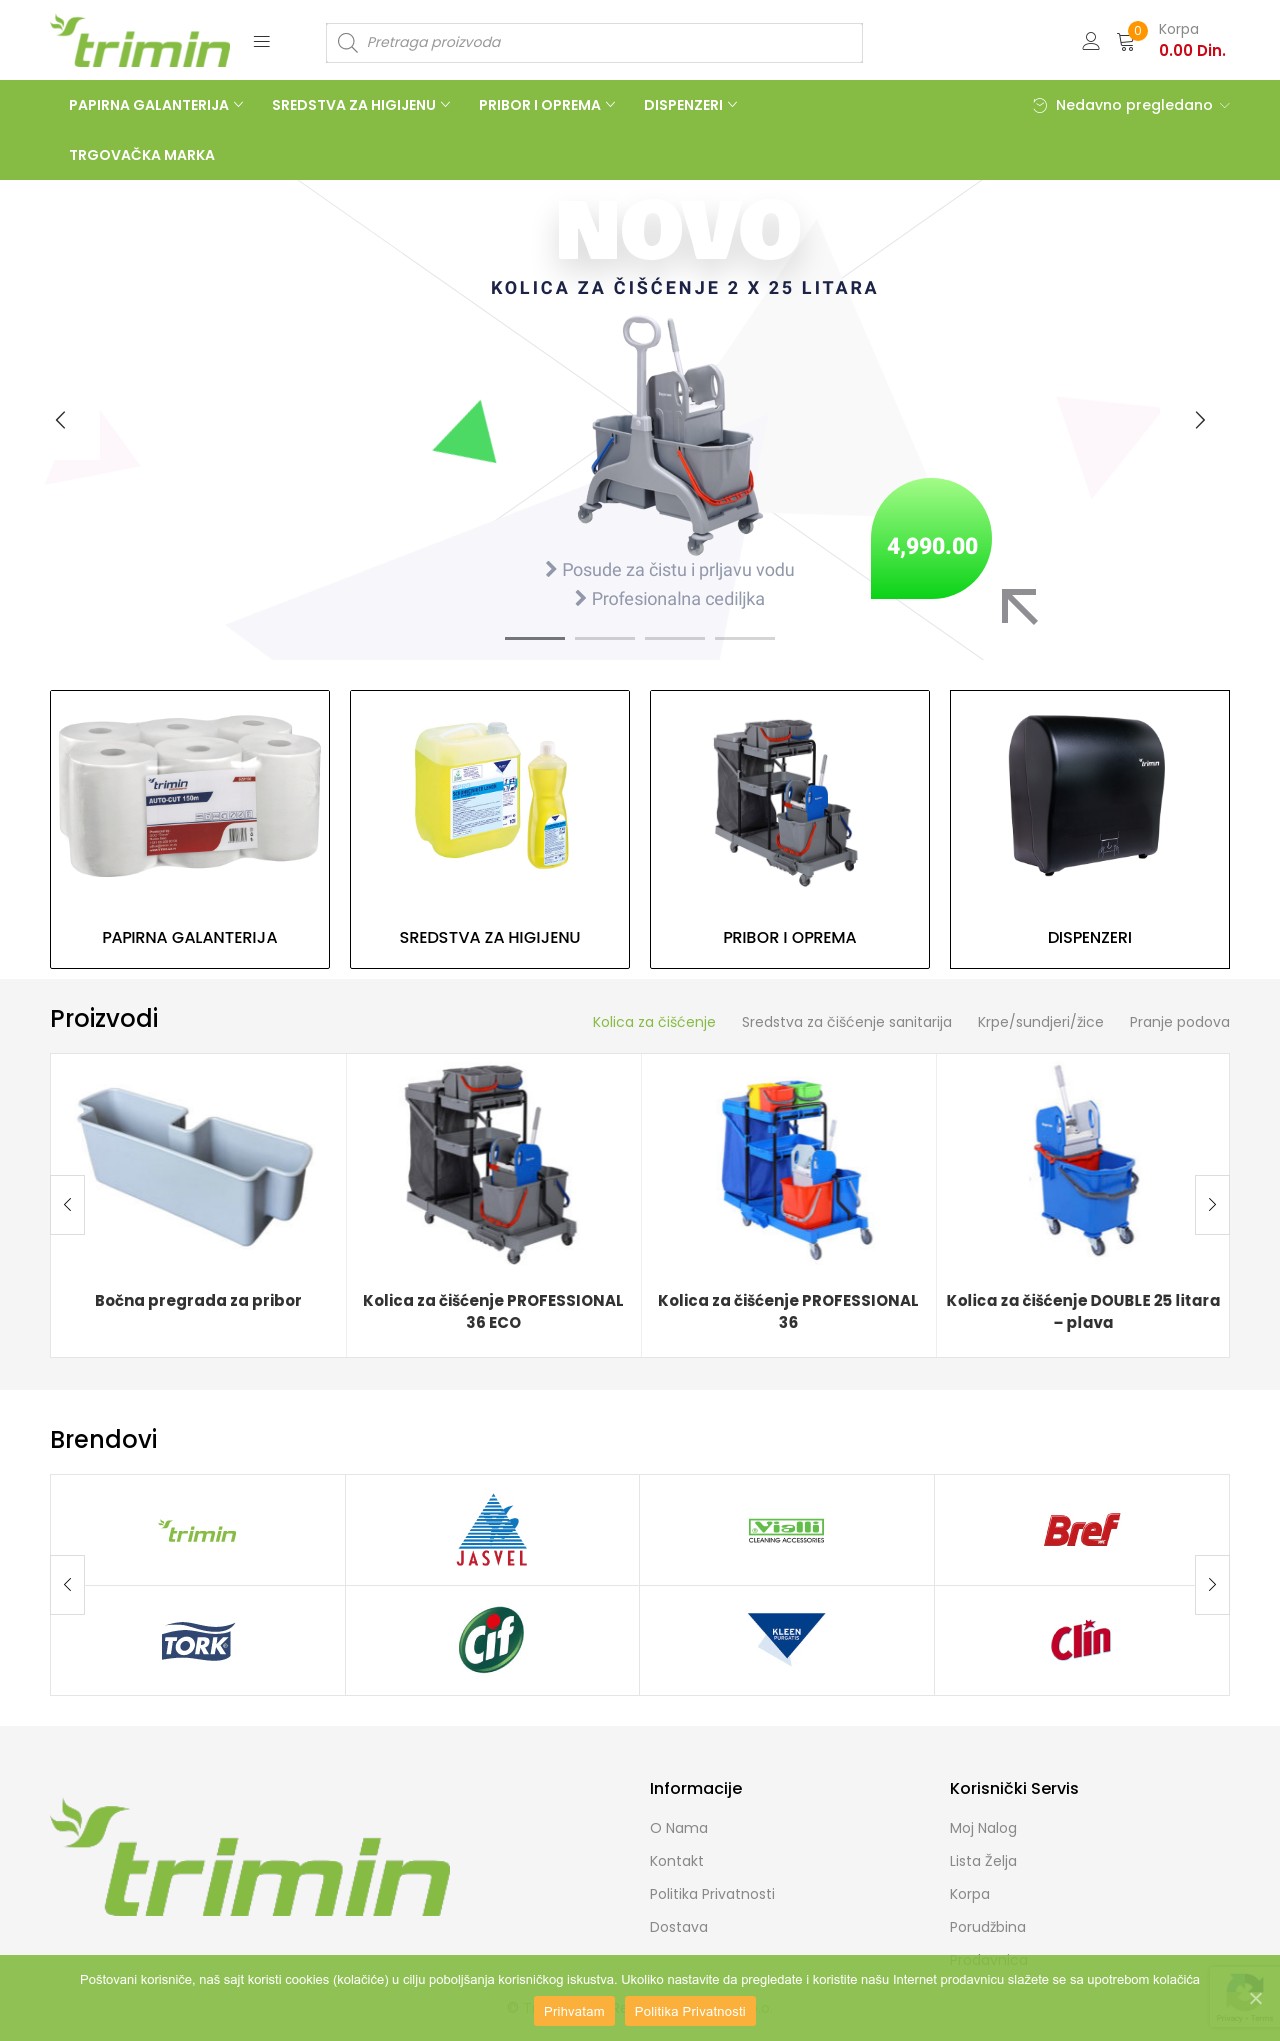 trimin
Pretraga proizvoda
0
Korpa
0.00 Din.
PAPIRNA GALANTERIJA
SREDSTVA ZA HIGIJENU
PRIBOR I OPREMA
DISPENZERI
Nedavno pregledano
TRGOVAČKA MARKA
NOVO
KOLICA ZA ČIŠĆENJE 2 X 25 LITARA
4,990.00
Posude za čistu i prljavu vodu
Profesionalna cediljka
trimin
AUTO-CUT 150m
trimin
PAPIRNA GALANTERIJA
SREDSTVA ZA HIGIJENU
PRIBOR I OPREMA
DISPENZERI
Proizvodi
Kolica za čišćenje
Sredstva za čišćenje sanitarija
Krpe/sundjeri/žice
Pranje podova
Bočna pregrada za pribor
Kolica za čišćenje PROFESSIONAL
36 ECO
Kolica za čišćenje PROFESSIONAL
36
Kolica za čišćenje DOUBLE 25 litara
– plava
Brendovi
trimin
JASVEL
Vialli
CLEANING ACCESSORIES
Bref
TORK
Cif
KLEEN
PURGATIS
Clin
trimin
Informacije
O Nama
Kontakt
Politika Privatnosti
Dostava
Korisnički Servis
Moj Nalog
Lista Želja
Korpa
Porudžbina
Prodavnica
Poštovani korisniče, naš sajt koristi cookies (kolačiće) u cilju poboljšanja korisničkog iskustva. Ukoliko nastavite da pregledate i koristite našu Internet prodavnicu slažete se sa upotrebom kolačića
Prihvatam
Politika Privatnosti